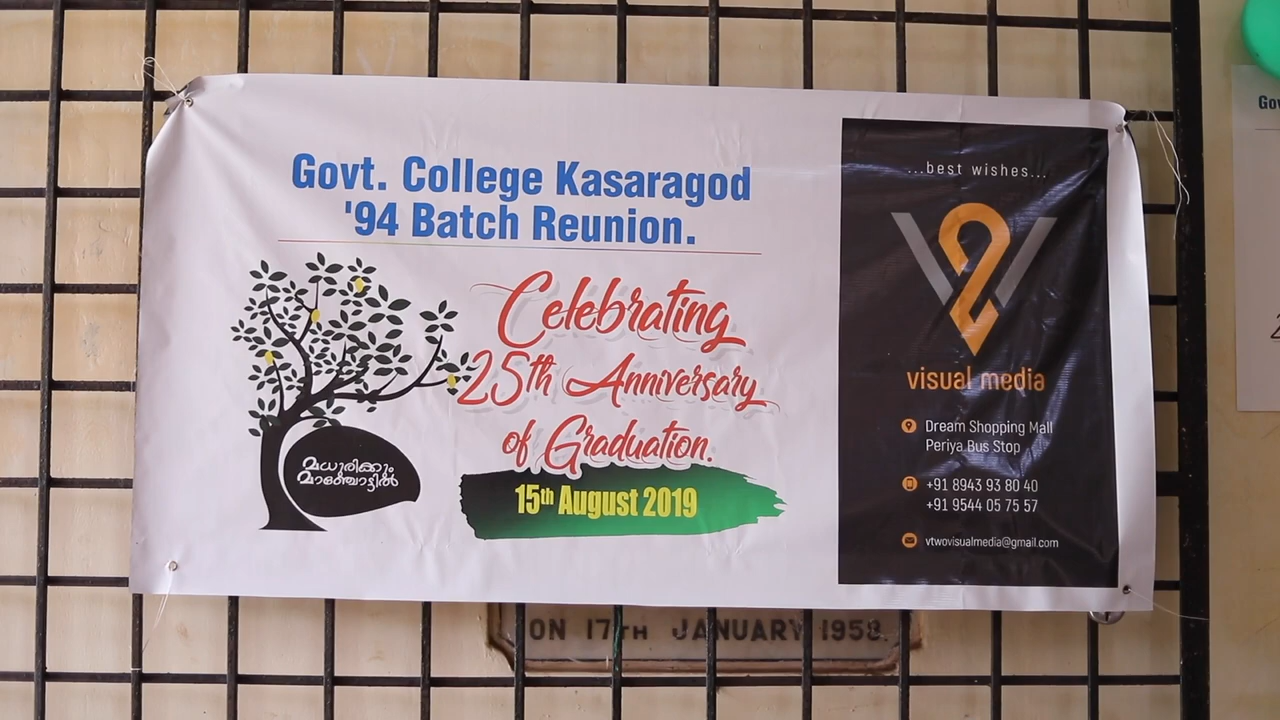 Govt. College Kasaragod
'94 Batch Reunion.
Celebrating
25th Anniversary
of Graduation.
15th August 2019
മധുരിക്കും
മാഞ്ചോട്ടിൽ
...best wishes...
visual media
Dream Shopping Mall
Periya Bus Stop
+91 8943 93 80 40
+91 9544 05 75 57
vtwovisualmedia@gmail.com
ON 17TH JANUARY 1958.
Gov